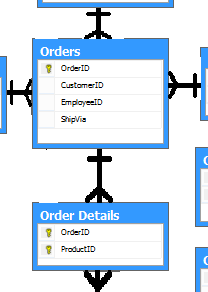 Orders
OrderID
CustomerID
EmployeeID
ShipVia
Order Details
OrderID
ProductID